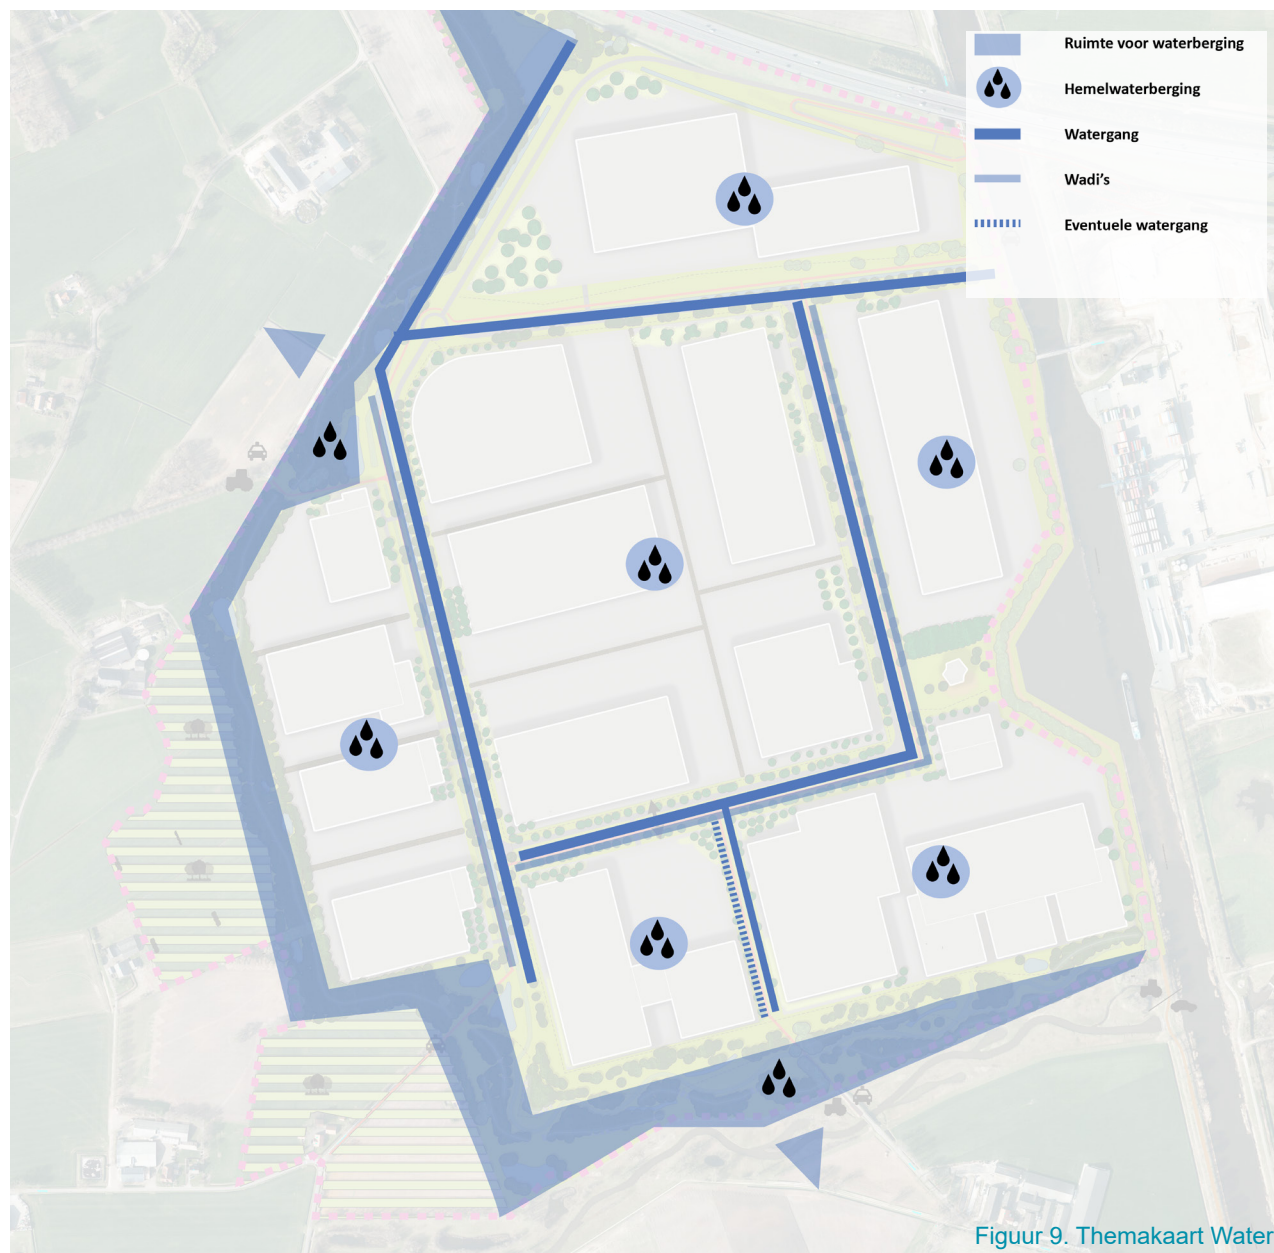 Ruimte voor waterberging
Hemelwaterberging
Watergang
Wadi's
Eventuele watergang
Figuur 9. Themakaart Water